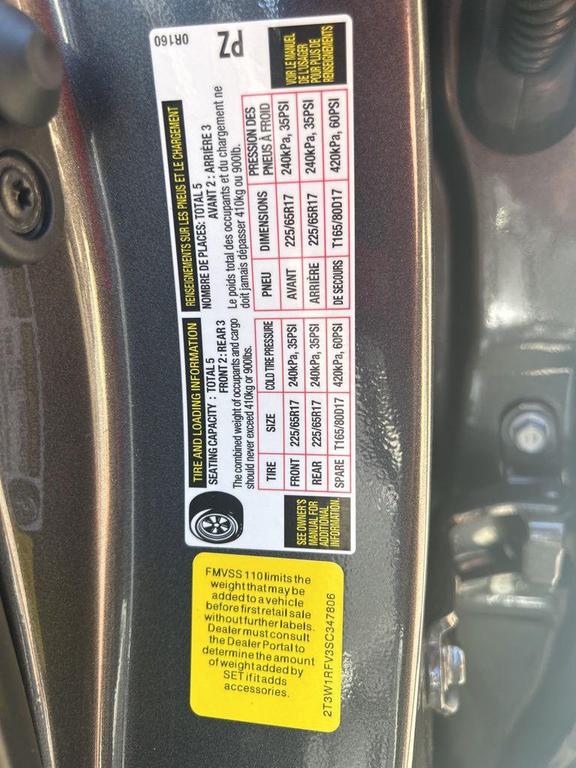 TIRE AND LOADING INFORMATION
SEATING CAPACITY : TOTAL 5
FRONT 2: REAR 3
The combined weight of occupants and cargo
should never exceed 410kg or 900lbs.
TIRE SIZE COLD TIRE PRESSURE
FRONT 225/65R17 240kPa, 35PSI
REAR 225/65R17 240kPa, 35PSI
SPARE T165/80D17 420kPa, 60PSI
SEE OWNER'S
MANUAL FOR
ADDITIONAL
INFORMATION.
RENSEIGNEMENTS SUR LES PNEUS ET LE CHARGEMENT
NOMBRE DE PLACES: TOTAL 5
AVANT 2 : ARRIÈRE 3
Le poids total des occupants et du chargement ne
doit jamais dépasser 410kg ou 900lb.
PNEU DIMENSIONS PRESSION DES
PNEUS À FROID
AVANT 225/65R17 240kPa, 35PSI
ARRIÈRE 225/65R17 240kPa, 35PSI
DE SECOURS T165/80D17 420kPa, 60PSI
VOIR LE MANUEL
DE L'USAGER
POUR PLUS DE
RENSEIGNEMENTS
0R160
PZ
FMVSS 110 limits the
weight that may be
added to a vehicle
before first retail sale
without further labels.
Dealer must consult
the Dealer Portal to
determine the amount
of weight added by
SET if it adds
accessories.
2T3W1RFV3SC347806